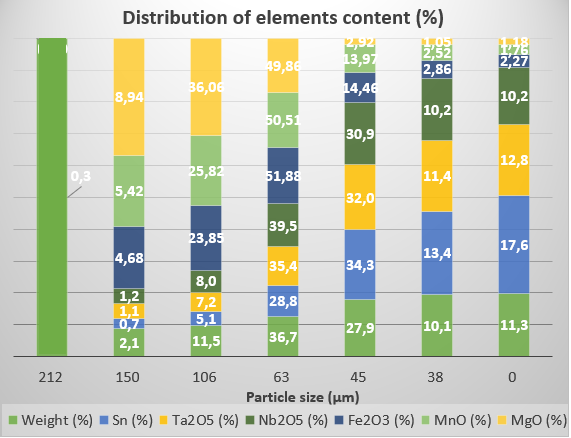 Distribution of elements content (%)
8,94 36,06 49,86 2,92 1,05 1,18
13,97 2,52 1,76
14,46 2,86 2,27
5,42 25,82 50,51 30,9 10,2 10,2
0,3
4,68 23,85 51,88 32,0 11,4 12,8
1,2 8,0 39,5
1,1 7,2 35,4 34,3 13,4 17,6
0,7 5,1 28,8
2,1 11,5 36,7 27,9 10,1 11,3
212 150 106 63 45 38 0
Particle size (µm)
Weight (%) Sn (%) Ta2O5 (%) Nb2O5 (%) Fe2O3 (%) MnO (%) MgO (%)